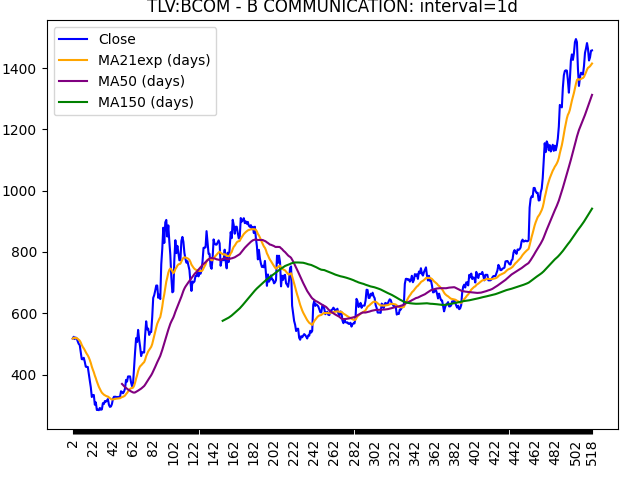 TLV:BCOM - B COMMUNICATION: interval=1d
Close
MA21exp (days)
MA50 (days)
MA150 (days)
1400
1200
1000
800
600
400
2 22 42 62 82 102 122 142 162 182 202 222 242 262 282 302 322 342 362 382 402 422 442 462 482 502 518